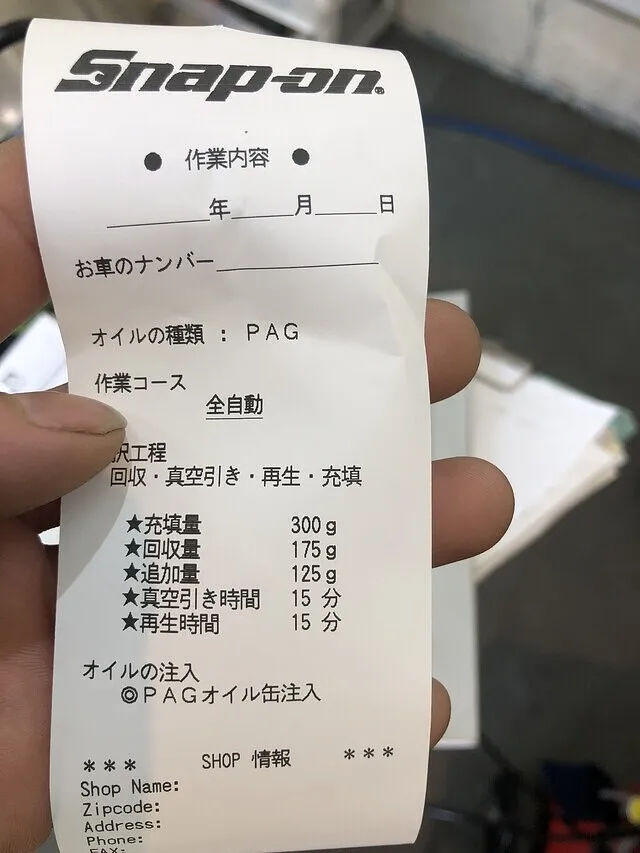 Snap-on®
● 作業内容 ●
年 月 日
お車のナンバー
オイルの種類 : PAG
作業コース
全自動
択工程
回収・真空引き・再生・充填
★充填量 300g
★回収量 175g
★追加量 125g
★真空引き時間 15 分
★再生時間 15 分
オイルの注入
◎PAGオイル缶注入
*** SHOP 情報 ***
Shop Name:
Zipcode:
Address:
Phone:
FAX: